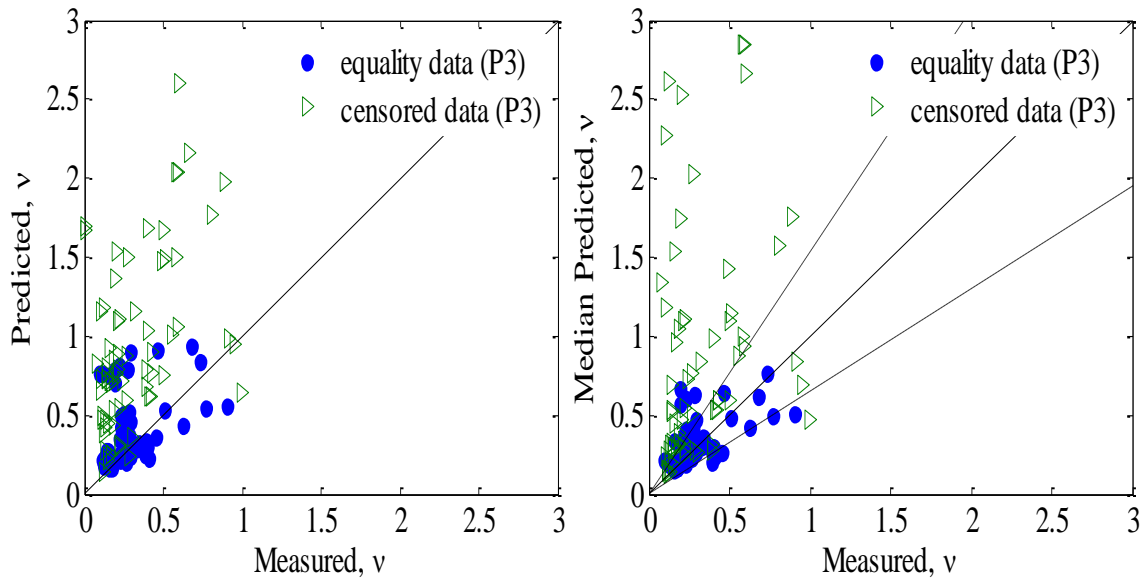 3
2.5
2
1.5
1
0.5
0
0 0.5 1 1.5 2 2.5 3
Predicted, ν
Measured, ν
equality data (P3)
censored data (P3)
3
2.5
2
1.5
1
0.5
0
0 0.5 1 1.5 2 2.5 3
Median Predicted, ν
Measured, ν
equality data (P3)
censored data (P3)